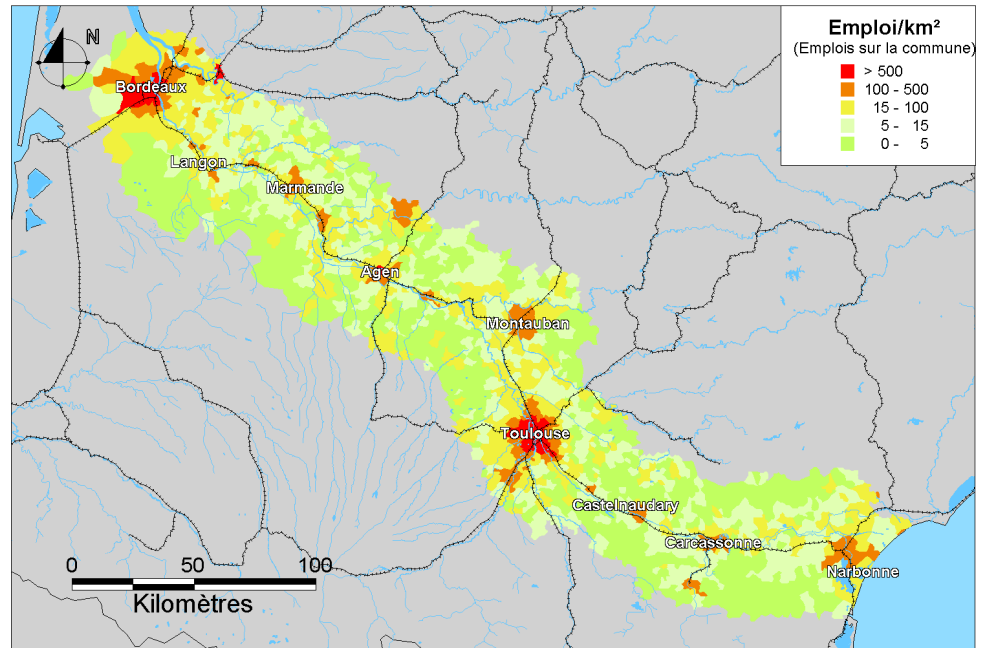 Emploi/km²
(Emplois sur la commune)
> 500
100 - 500
15 - 100
5 - 15
0 - 5
N
Bordeaux
Langon
Marmande
Agen
Montauban
Toulouse
Castelnaudary
Carcassonne
Narbonne
0 50 100
Kilomètres